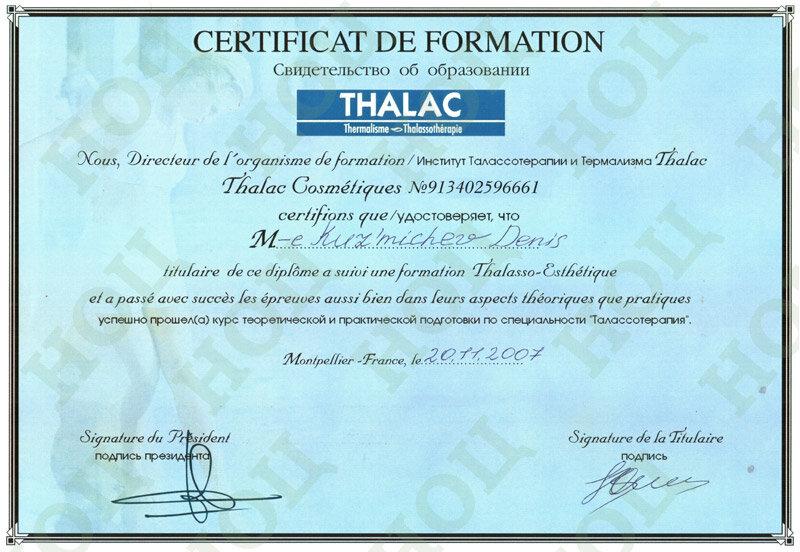 CERTIFICAT DE FORMATION
Свидетельство об образовании
THALAC
Thermalisme Thalassothérapie
Nous, Directeur de l'organisme de formation / Институт Талассотерапии и Термализма Thalac
Thalac Cosmétiques №913402596661
certifions que/удостоверяет, что
M-e Kuz'michev Denis
titulaire de ce diplôme a suivi une formation Thalasso-Esthétique
et a passé avec succès les épreuves aussi bien dans leurs aspects théoriques que pratiques
успешно прошел(а) курс теоретической и практической подготовки по специальности "Талассотерапия".
Montpellier -France, le 20.11.2007
Signature du Président
Signature de la Titulaire
подпись президента
подпись
НОЦ